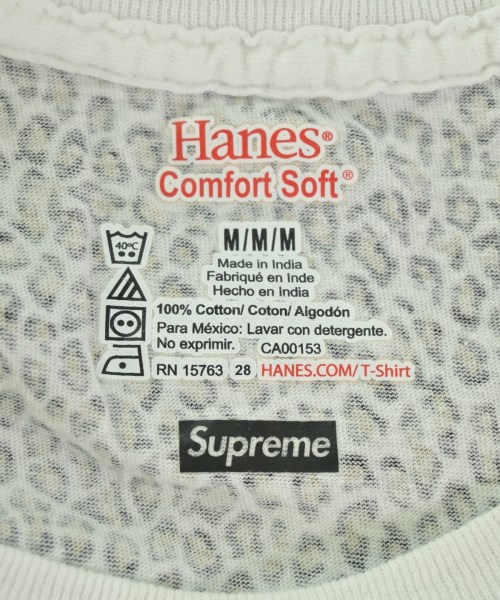 Hanes®
Comfort Soft®
40ºC
M/M/M
Made in India
Fabriqué en Inde
Hecho en India
100% Cotton/ Coton/ Algodón
Para México: Lavar con detergente.
No exprimir. CA00153
RN 15763 28 HANES.COM/T-Shirt
Supreme